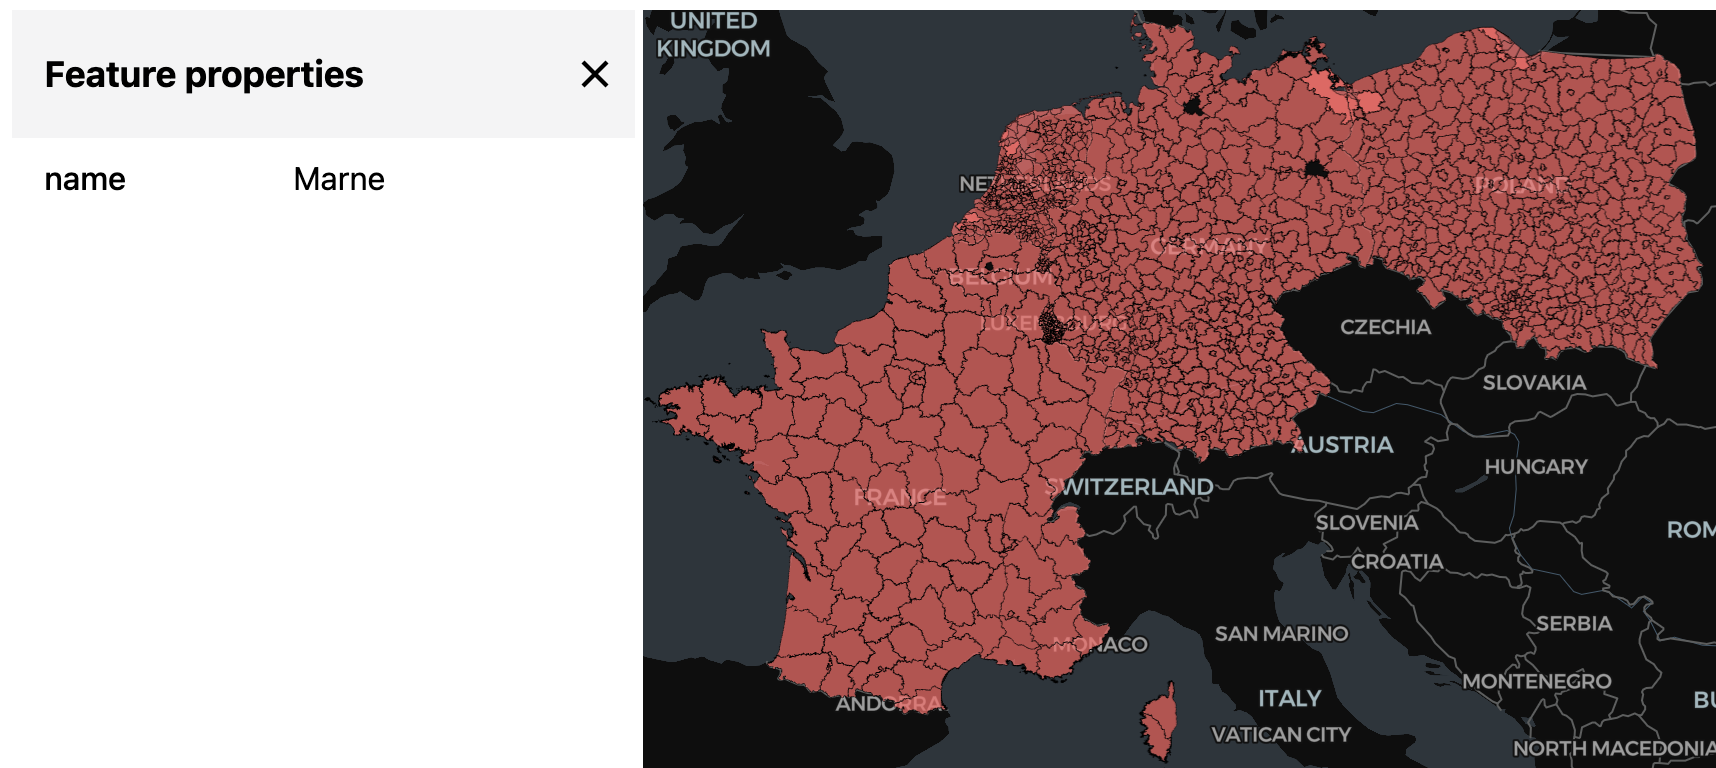 Feature properties
name Marne
UNITED
KINGDOM
NETHERLANDS
POLAND
GERMANY
BELGIUM
LUXEMBOURG
CZECHIA
SLOVAKIA
AUSTRIA
HUNGARY
FRANCE
SWITZERLAND
SLOVENIA
ROM
CROATIA
SERBIA
SAN MARINO
MONACO
MONTENEGRO
ITALY
BU
ANDORRA
VATICAN CITY
NORTH MACEDONIA